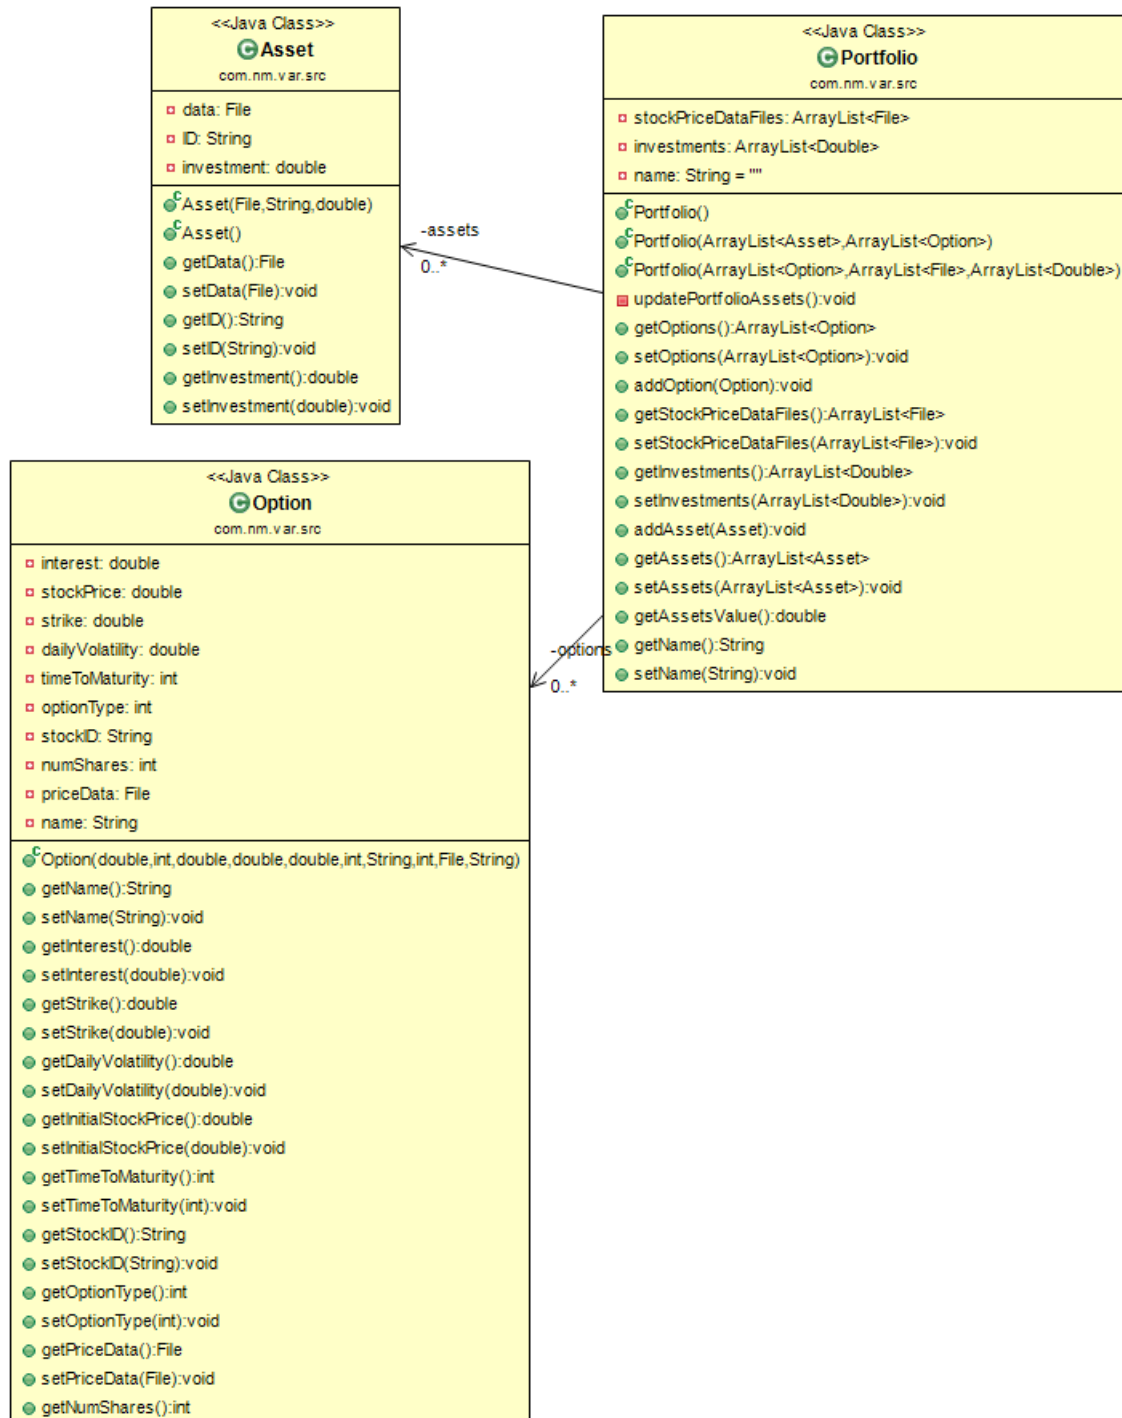 <<Java Class>>
Asset
com.nm.var.src
data: File
ID: String
investment: double
Asset(File,String,double)
Asset()
getData():File
setData(File):void
getID():String
setID(String):void
getInvestment():double
setInvestment(double):void
-assets
0..*
<<Java Class>>
Portfolio
com.nm.var.src
stockPriceDataFiles: ArrayList<File>
investments: ArrayList<Double>
name: String = ""
Portfolio()
Portfolio(ArrayList<Asset>,ArrayList<Option>)
Portfolio(ArrayList<Option>,ArrayList<File>,ArrayList<Double>)
updatePortfolioAssets():void
getOptions():ArrayList<Option>
setOptions(ArrayList<Option>):void
addOption(Option):void
getStockPriceDataFiles():ArrayList<File>
setStockPriceDataFiles(ArrayList<File>):void
getInvestments():ArrayList<Double>
setInvestments(ArrayList<Double>):void
addAsset(Asset):void
getAssets():ArrayList<Asset>
setAssets(ArrayList<Asset>):void
getAssetsValue():double
getName():String
setName(String):void
-options
0..*
<<Java Class>>
Option
com.nm.var.src
interest: double
stockPrice: double
strike: double
dailyVolatility: double
timeToMaturity: int
optionType: int
stockID: String
numShares: int
priceData: File
name: String
Option(double,int,double,double,double,int,String,int,File,String)
getName():String
setName(String):void
getInterest():double
setInterest(double):void
getStrike():double
setStrike(double):void
getDailyVolatility():double
setDailyVolatility(double):void
getInitialStockPrice():double
setInitialStockPrice(double):void
getTimeToMaturity():int
setTimeToMaturity(int):void
getStockID():String
setStockID(String):void
getOptionType():int
setOptionType(int):void
getPriceData():File
setPriceData(File):void
getNumShares():int